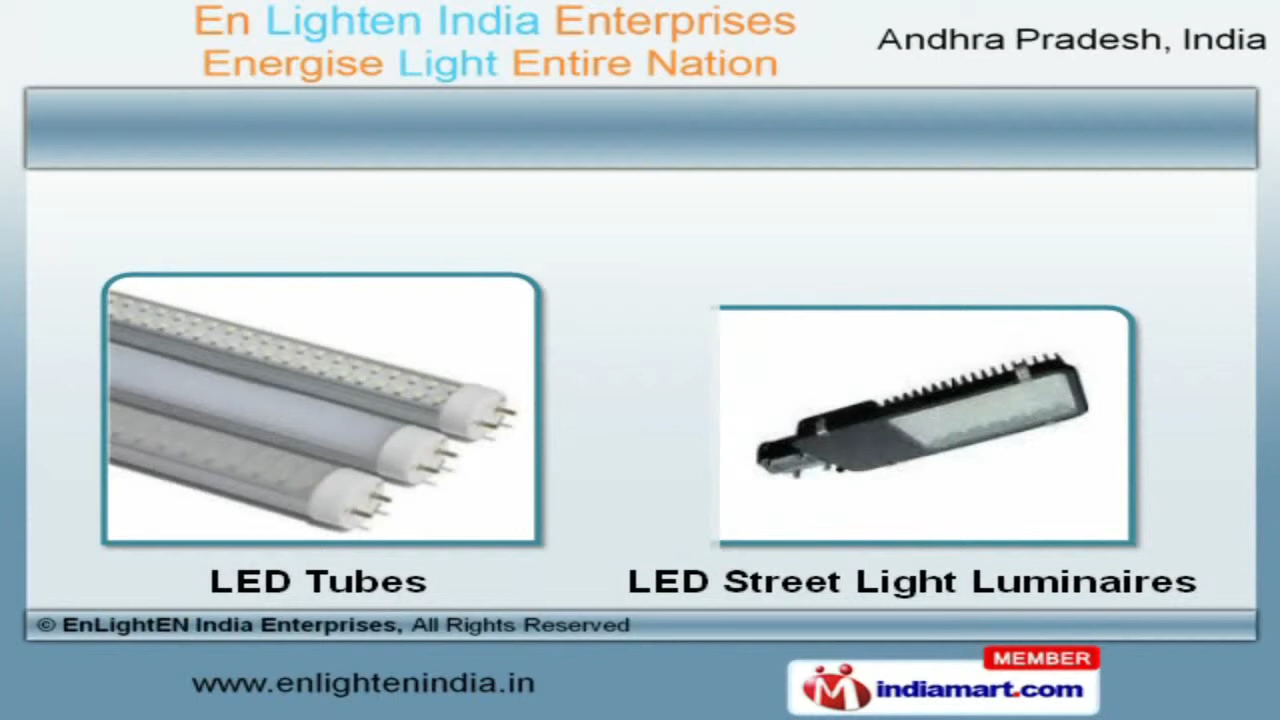 En Lighten India Enterprises
Energise Light Entire Nation
Andhra Pradesh, India
LED Tubes
LED Street Light Luminaires
© EnLightEN India Enterprises, All Rights Reserved
www.enlightenindia.in
MEMBER
indiamart.com